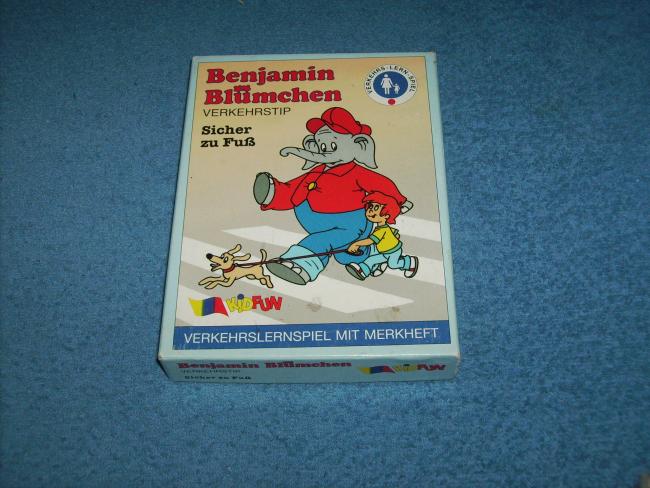 Benjamin
Blümchen
VERKEHRSTIP
Sicher
zu Fuß
VERKEHRS-LERN-SPIEL
KIDFUN
VERKEHRSLERNSPIEL MIT MERKHEFT
Benjamin Blümchen
VERKEHRSTIP
Sicher zu Fuß
KIDFUN